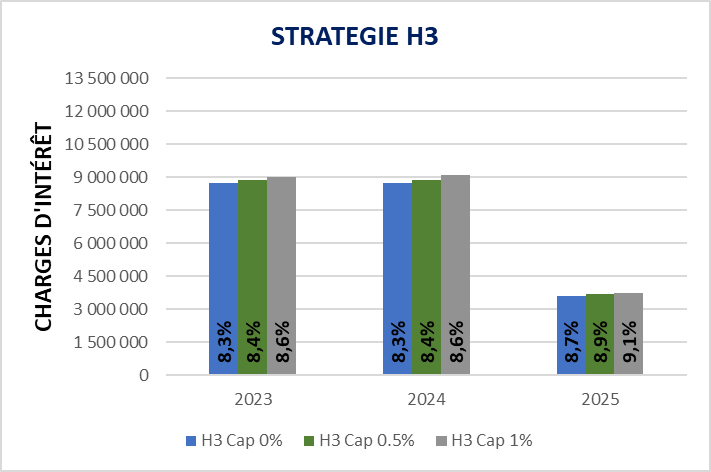 STRATEGIE H3
CHARGES D'INTÉRÊT
13 500 000
12 000 000
10 500 000
9 000 000
7 500 000
6 000 000
4 500 000
3 000 000
1 500 000
0
8,3% 8,4% 8,6% 8,3% 8,4% 8,6% 8,7% 8,9% 9,1%
2023 2024 2025
H3 Cap 0% H3 Cap 0.5% H3 Cap 1%